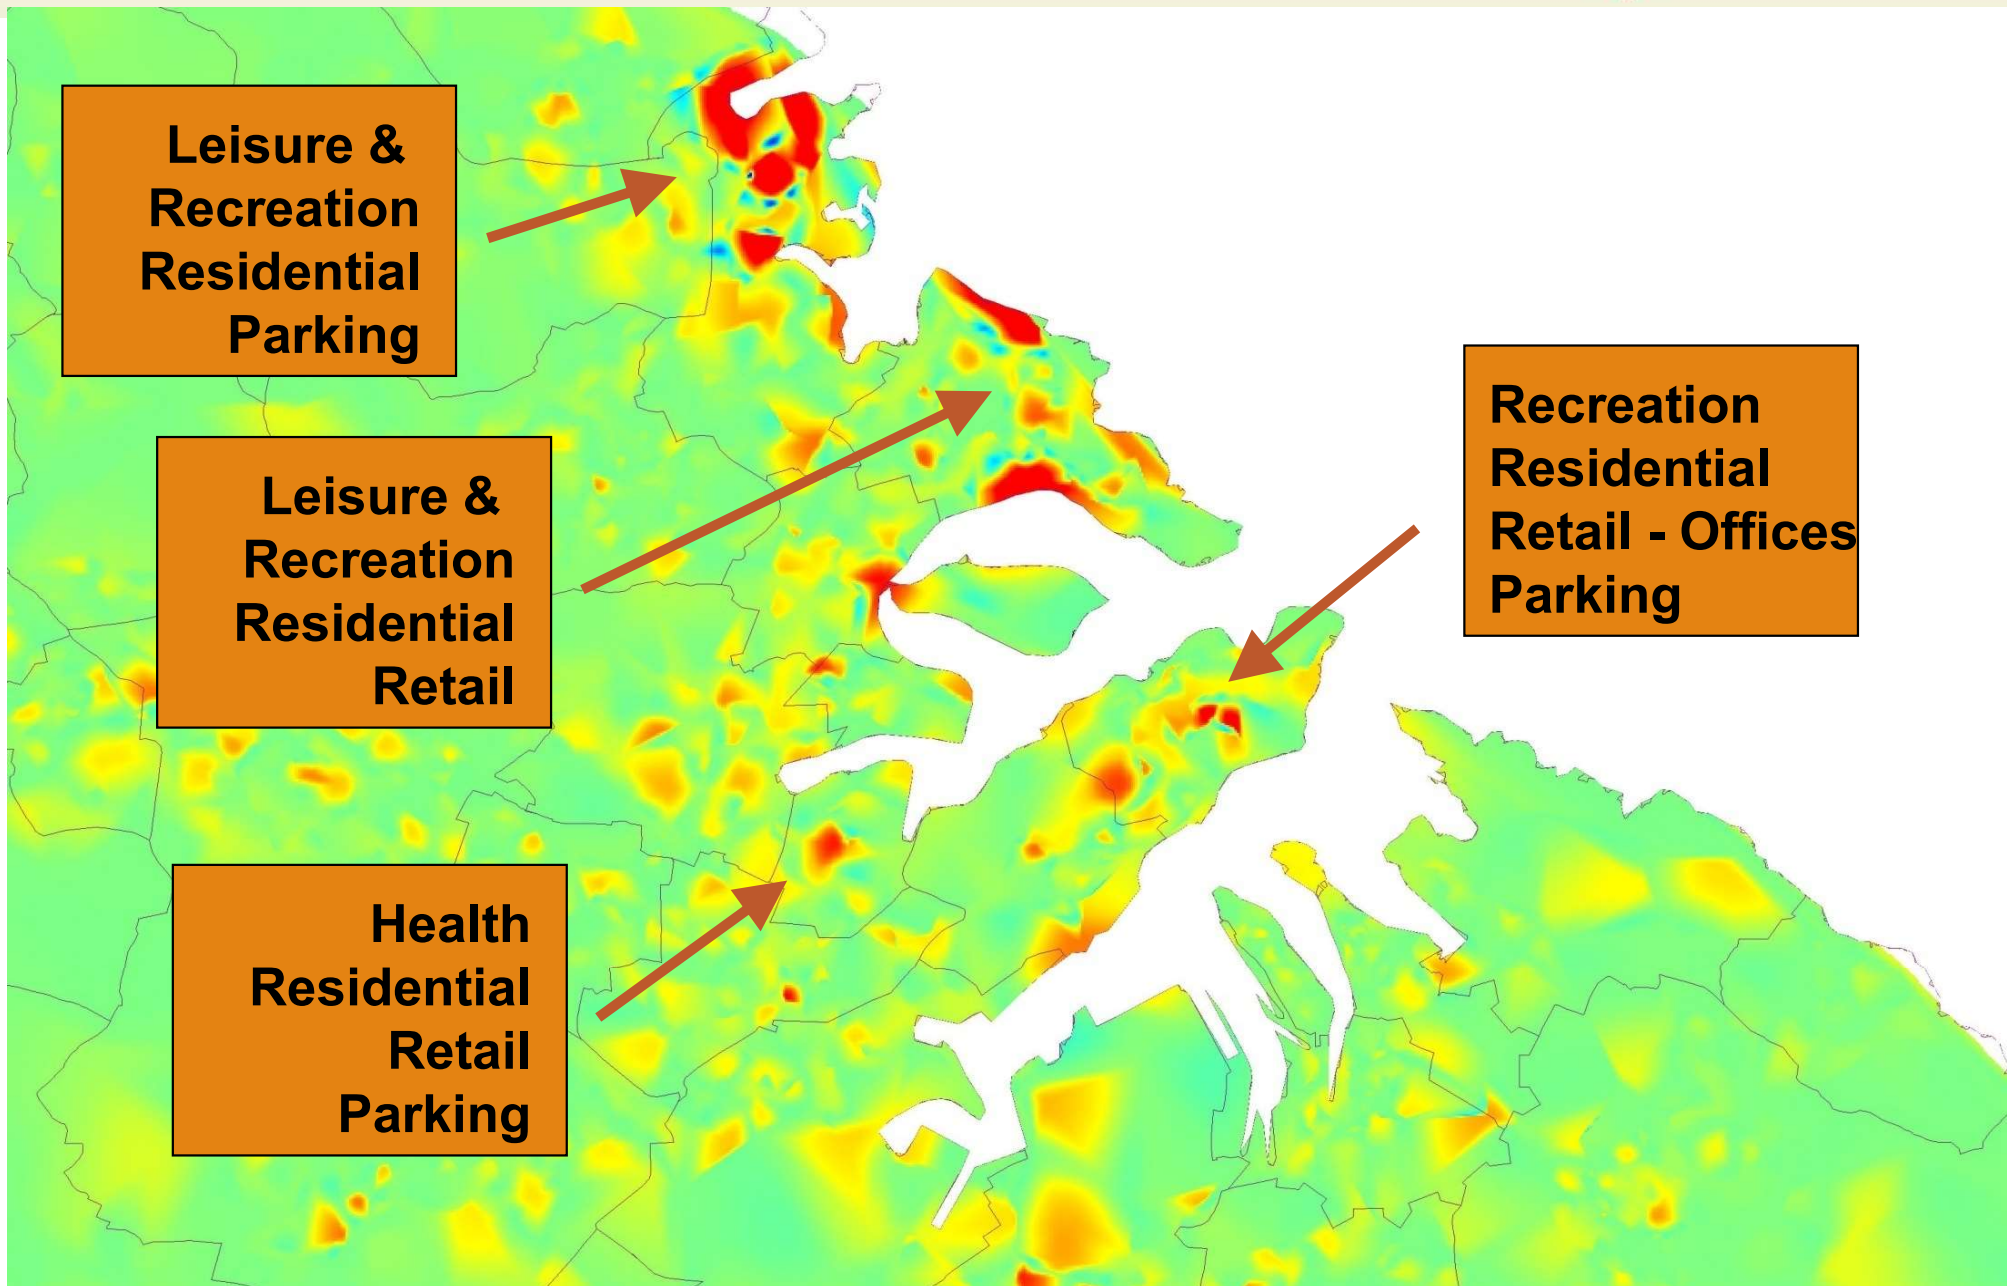 Leisure &
Recreation
Residential
Parking
Leisure &
Recreation
Residential
Retail
Recreation
Residential
Retail - Offices
Parking
Health
Residential
Retail
Parking